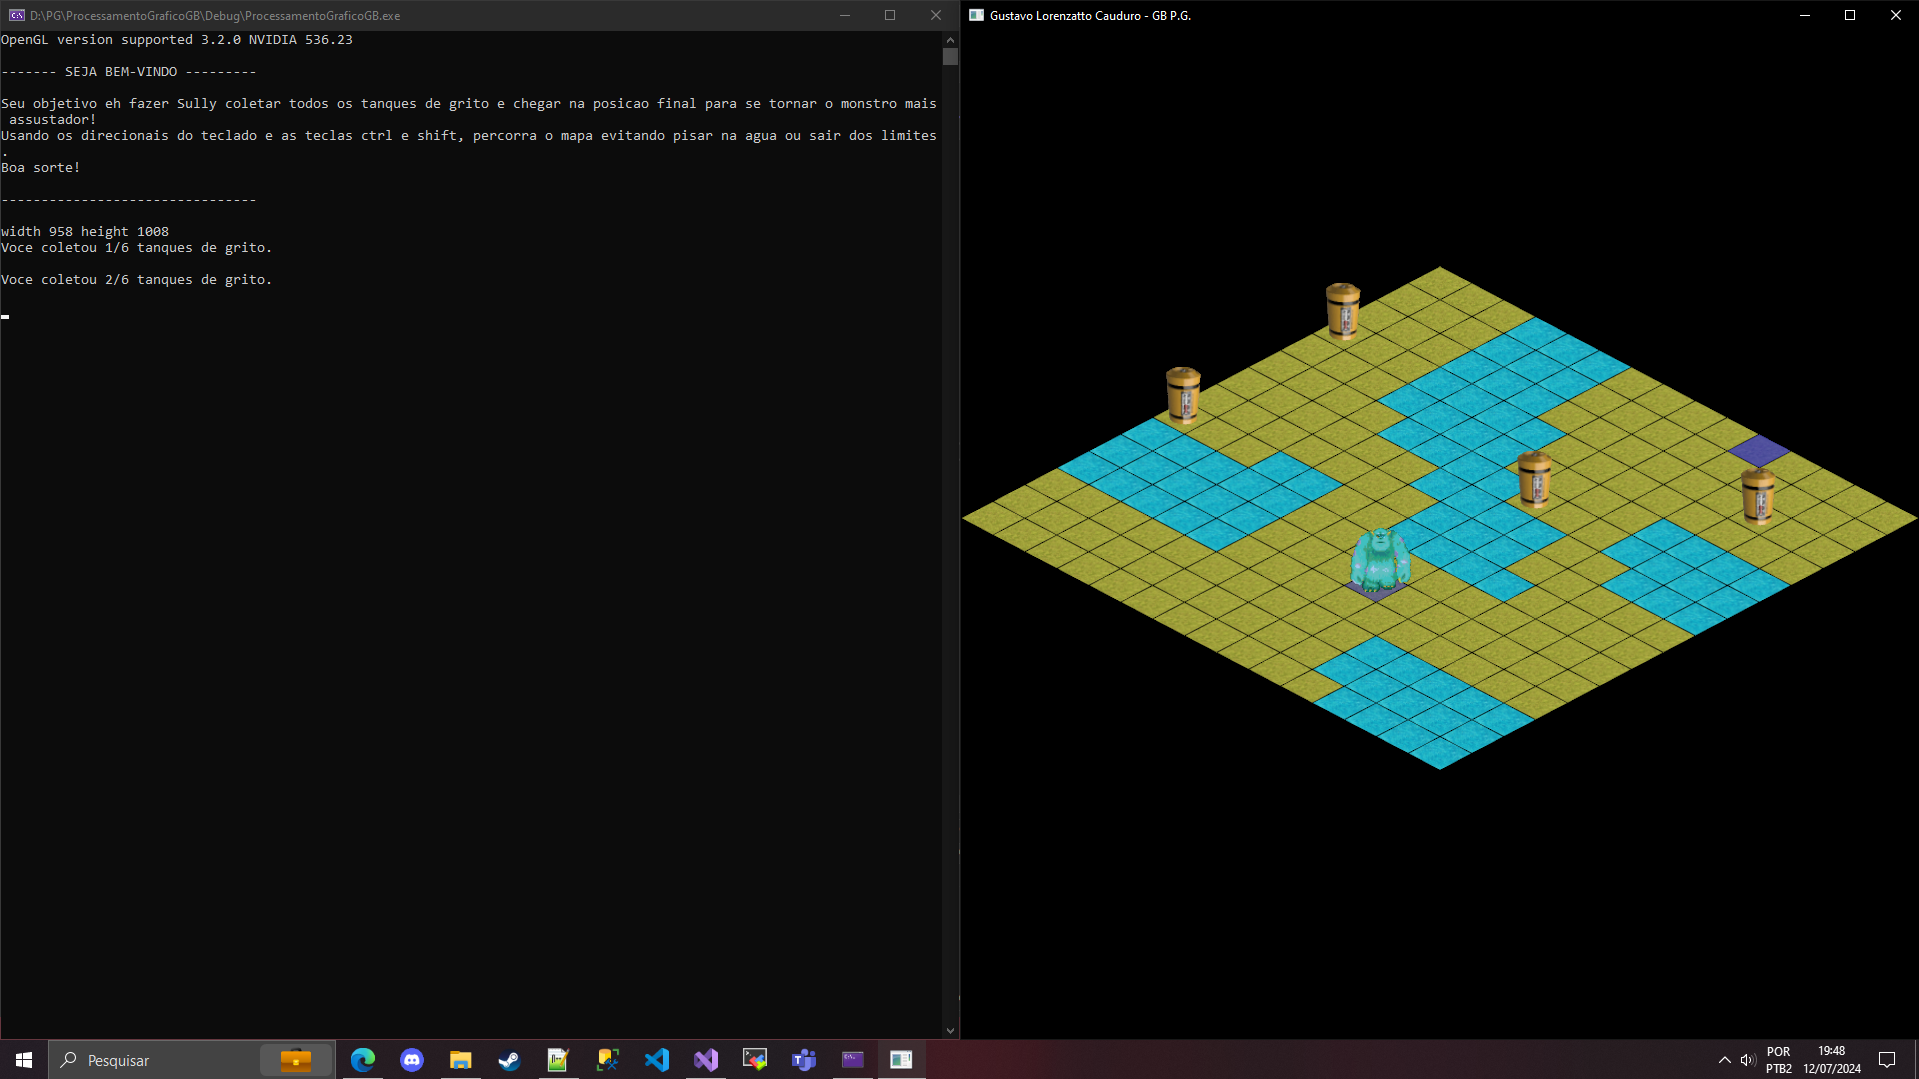 D:\PG\ProcessamentoGraficoGB\Debug\ProcessamentoGraficoGB.exe
OpenGL version supported 3.2.0 NVIDIA 536.23
------- SEJA BEM-VINDO ---------
Seu objetivo eh fazer Sully coletar todos os tanques de grito e chegar na posicao final para se tornar o monstro mais
assustador!
Usando os direcionais do teclado e as teclas ctrl e shift, percorra o mapa evitando pisar na agua ou sair dos limites
.
Boa sorte!
--------------------------------
width 958 height 1008
Voce coletou 1/6 tanques de grito.
Voce coletou 2/6 tanques de grito.
Gustavo Lorenzatto Cauduro - GB P.G.
Pesquisar
POR
PTB2
19:48
12/07/2024